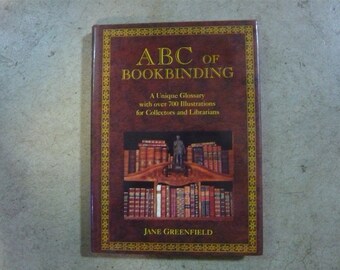 ABC OF
BOOKBINDING
A Unique Glossary
with over 700 Illustrations
for Collectors and Librarians
JANE GREENFIELD